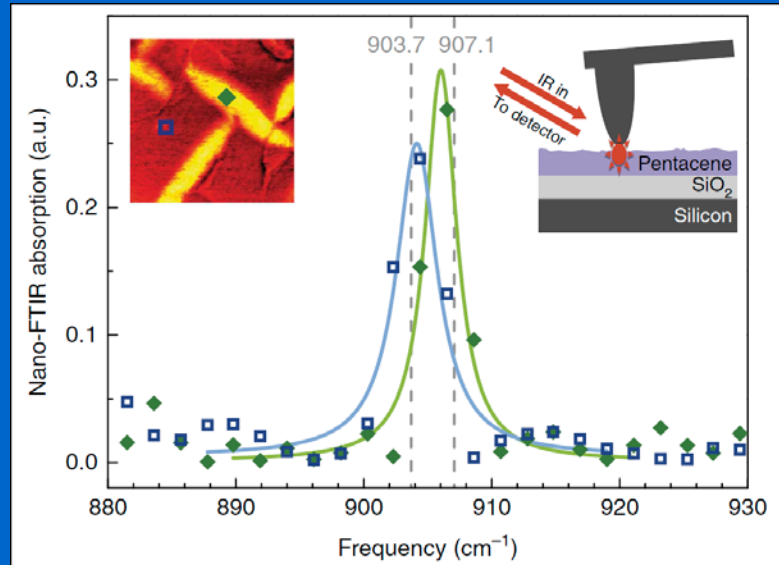 903.7 907.1
IR in
To detector
Pentacene
SiO₂
Silicon
0.3
0.2
0.1
0.0
Nano-FTIR absorption (a.u.)
880 890 900 910 920 930
Frequency (cm⁻¹)